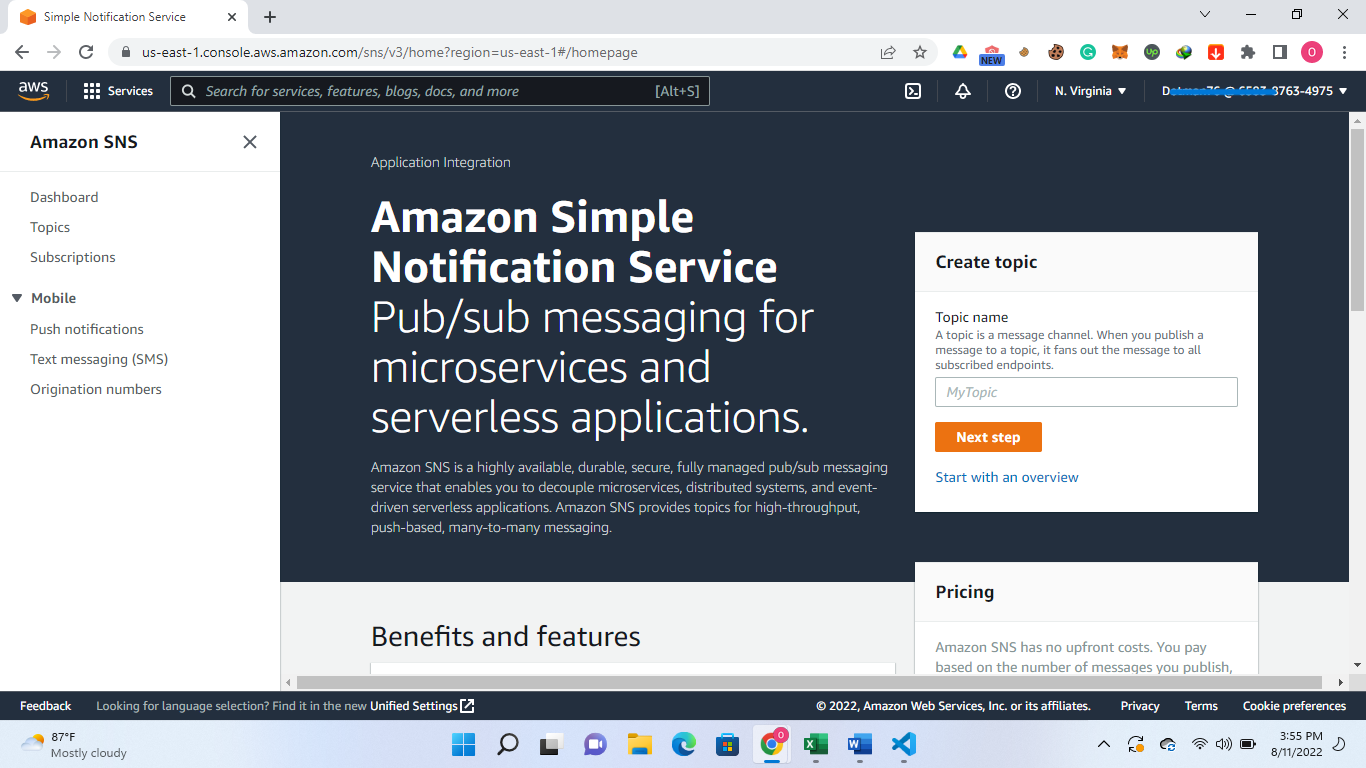 Simple Notification Service
us-east-1.console.aws.amazon.com/sns/v3/home?region=us-east-1#/homepage
NEW
Up
O
aws
Services
Search for services, features, blogs, docs, and more
[Alt+S]
N. Virginia
8763-4975
Amazon SNS
Dashboard
Topics
Subscriptions
Mobile
Push notifications
Text messaging (SMS)
Origination numbers
Application Integration
Amazon Simple
Notification Service
Pub/sub messaging for
microservices and
serverless applications.
Amazon SNS is a highly available, durable, secure, fully managed pub/sub messaging
service that enables you to decouple microservices, distributed systems, and event-
driven serverless applications. Amazon SNS provides topics for high-throughput,
push-based, many-to-many messaging.
Create topic
Topic name
A topic is a message channel. When you publish a
message to a topic, it fans out the message to all
subscribed endpoints.
MyTopic
Next step
Start with an overview
Pricing
Amazon SNS has no upfront costs. You pay
based on the number of messages you publish,
Benefits and features
Feedback
Looking for language selection? Find it in the new Unified Settings
© 2022, Amazon Web Services, Inc. or its affiliates.
Privacy
Terms
Cookie preferences
87°F
Mostly cloudy
3:55 PM
8/11/2022